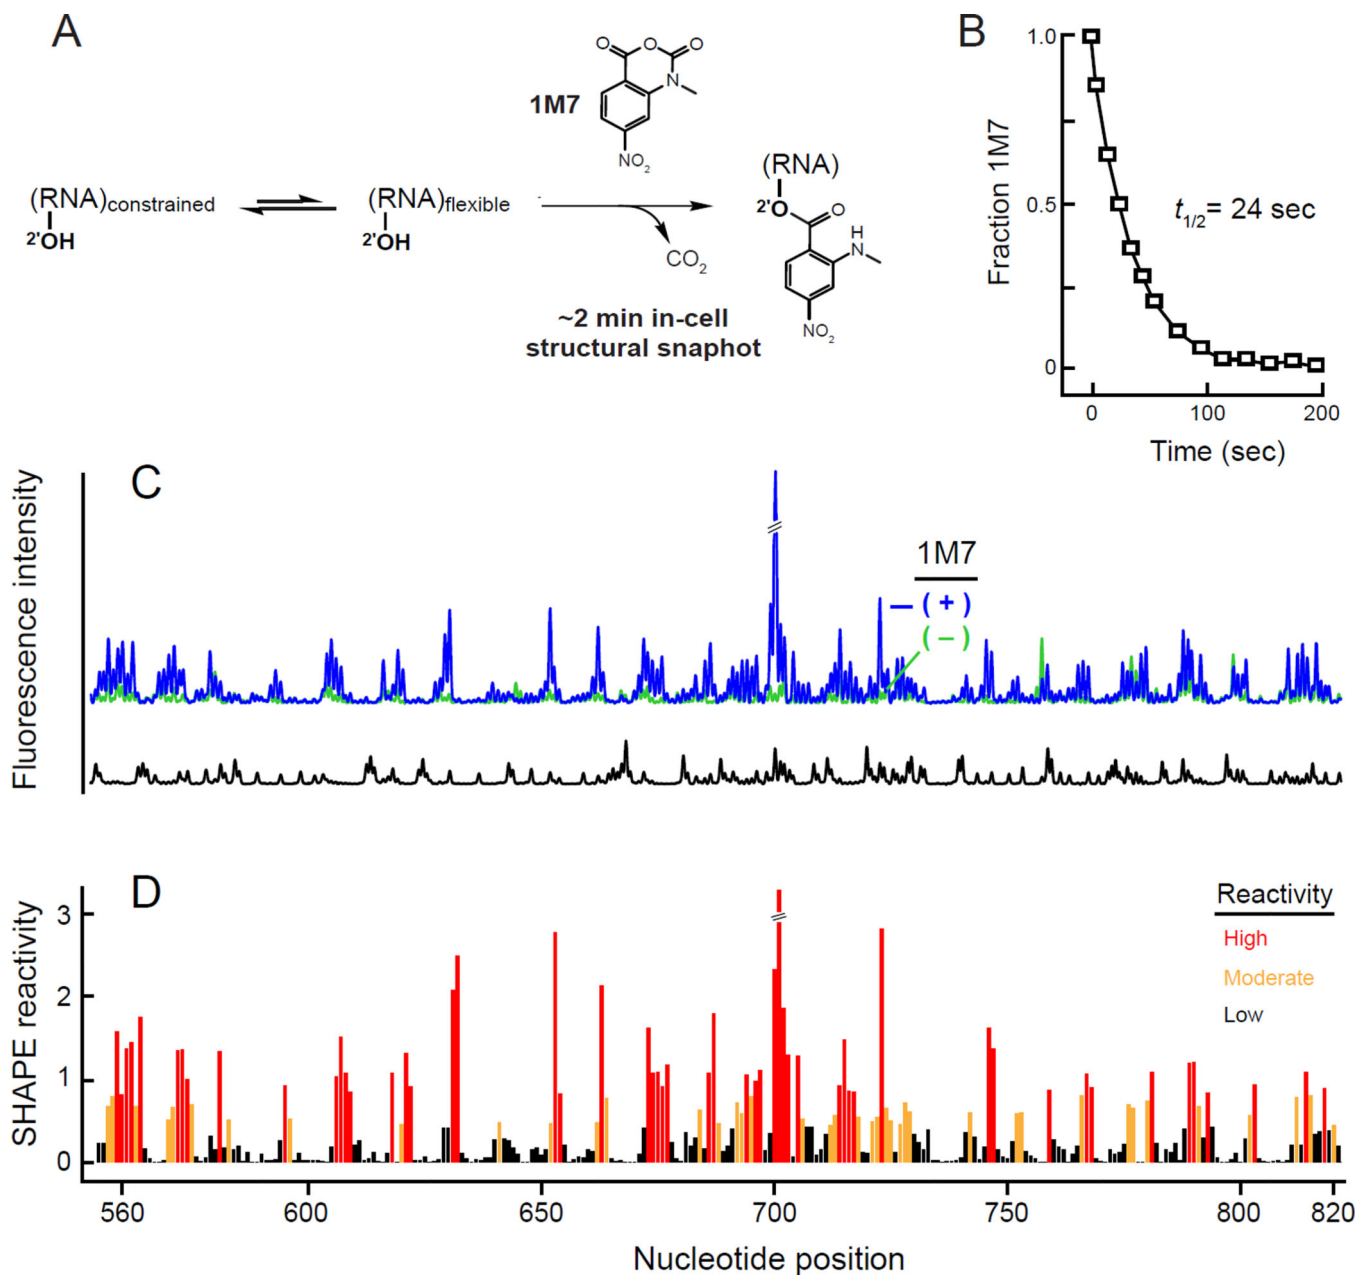 A
1M7
O
O
O
N
NO2
(RNA)constrained
2'OH
(RNA)flexible
2'OH
CO2
~2 min in-cell
structural snaphot
(RNA)
2'O
O
H
N
NO2
B
Fraction 1M7
1.0
0.5
0
t1/2= 24 sec
0
100
200
Time (sec)
C
Fluorescence intensity
1M7
( + )
( – )
D
SHAPE reactivity
3
2
1
0
Reactivity
High
Moderate
Low
560
600
650
700
750
800
820
Nucleotide position